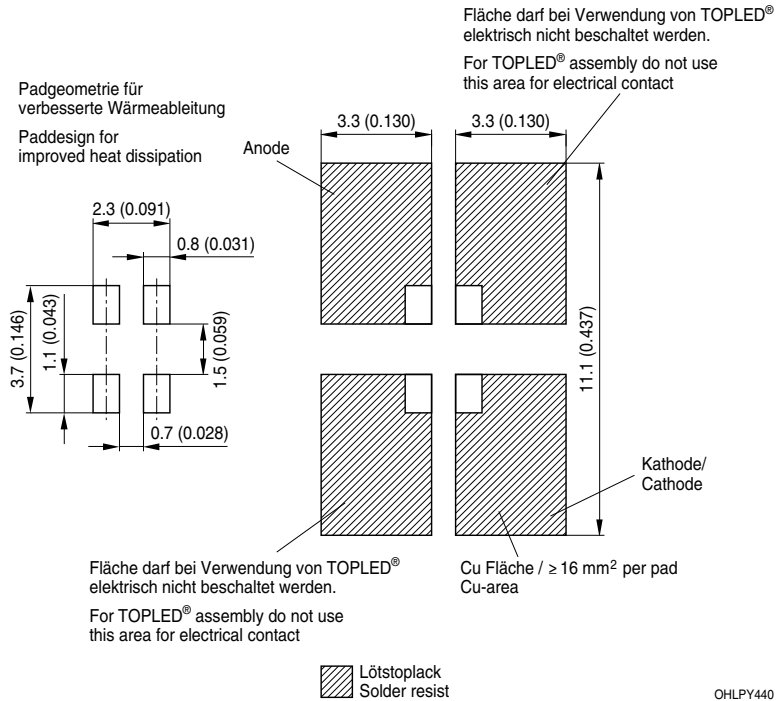 Fläche darf bei Verwendung von TOPLED®
elektrisch nicht beschaltet werden.
For TOPLED® assembly do not use
this area for electrical contact
Padgeometrie für
verbesserte Wärmeableitung
Paddesign for
improved heat dissipation
Anode
3.3 (0.130)
3.3 (0.130)
2.3 (0.091)
0.8 (0.031)
3.7 (0.146)
1.1 (0.043)
1.5 (0.059)
11.1 (0.437)
0.7 (0.028)
Kathode/
Cathode
Fläche darf bei Verwendung von TOPLED®
elektrisch nicht beschaltet werden.
For TOPLED® assembly do not use
this area for electrical contact
Cu Fläche / ≥ 16 mm² per pad
Cu-area
Lötstoplack
Solder resist
OHLPY440